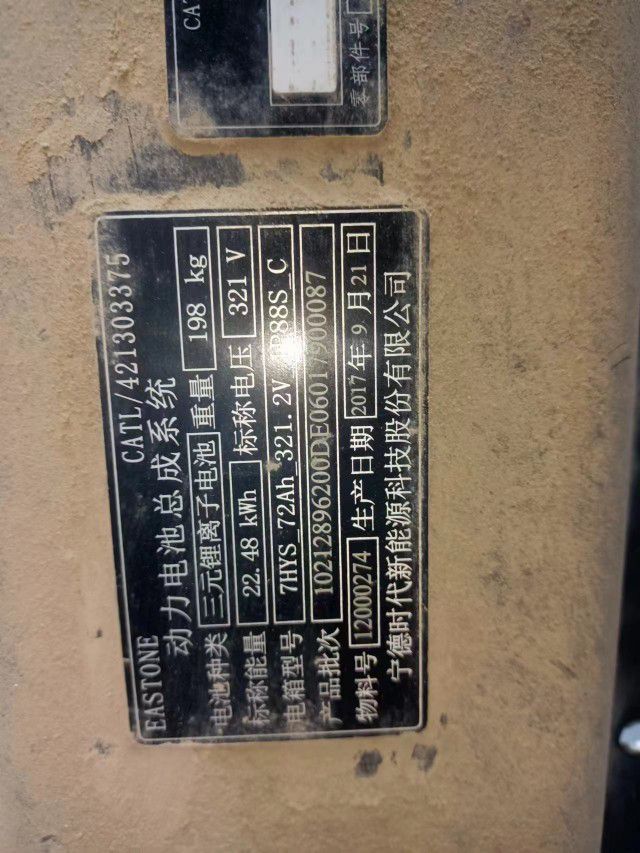 CAT
零部件号
EASTONE CATL/421303375
动力电池总成系统
电池种类 三元锂离子电池 重量 198 kg
标称能量 22.48 kWh 标称电压 321 V
电箱型号 7HYS_72Ah_321.2V 88S_C
产品批次
物料号 12000274 生产日期 2017年9月21日
宁德时代新能源科技股份有限公司